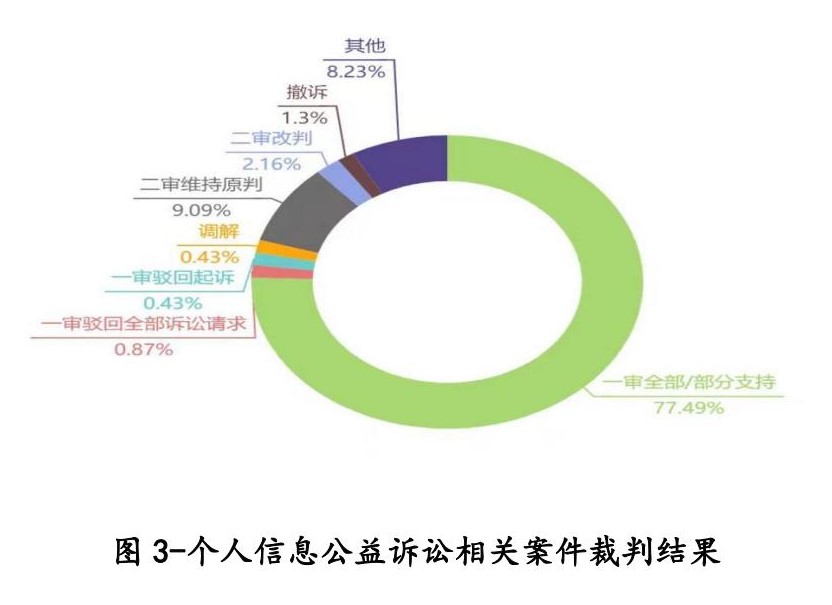 其他
8.23%
撤诉
1.3%
二审改判
2.16%
二审维持原判
9.09%
调解
0.43%
一审驳回起诉
0.43%
一审驳回全部诉讼请求
0.87%
一审全部/部分支持
77.49%
图 3-个人信息公益诉讼相关案件裁判结果